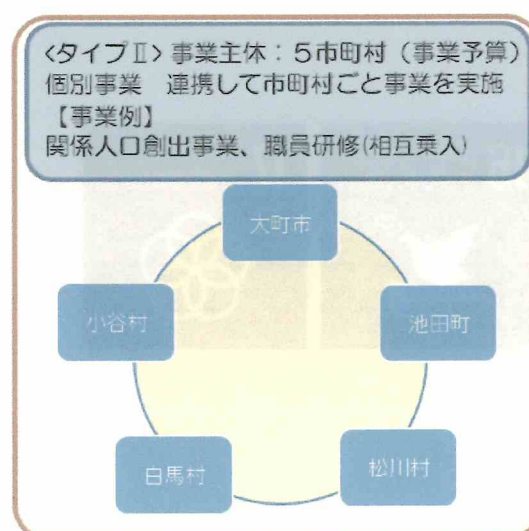 <タイプⅡ> 事業主体：５市町村（事業予算）
個別事業　連携して市町村ごと事業を実施
【事業例】
関係人口創出事業、職員研修(相互乗入)
大町市
小谷村
池田町
白馬村
松川村